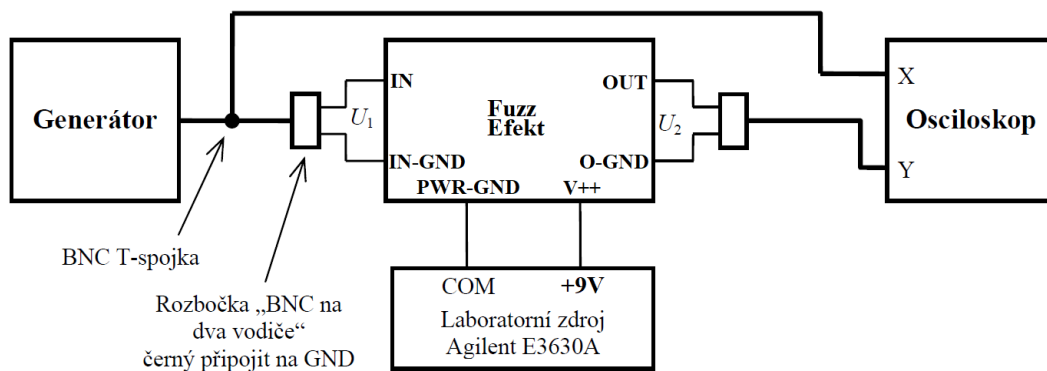 Generátor
IN
U1
IN-GND
PWR-GND
Fuzz
Efekt
OUT
U2
O-GND
V++
X
Osciloskop
Y
BNC T-spojka
Rozbočka „BNC na
dva vodiče“
černý připojit na GND
COM
+9V
Laboratorní zdroj
Agilent E3630A